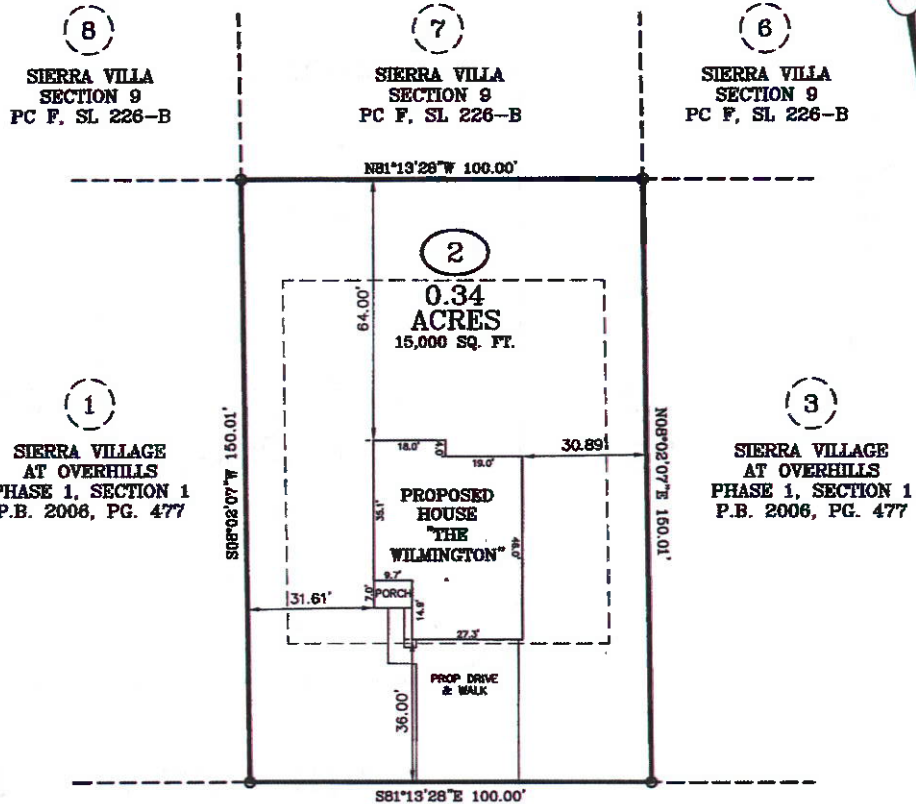 8
SIERRA VILLA
SECTION 9
PC F, SL 226-B
7
SIERRA VILLA
SECTION 9
PC F, SL 226-B
6
SIERRA VILLA
SECTION 9
PC F, SL 226-B
N81°13'28"W 100.00'
2
0.34
ACRES
15,000 SQ. FT.
64.00'
1
SIERRA VILLAGE
AT OVERHILLS
PHASE 1, SECTION 1
P.B. 2006, PG. 477
S08°02'07"W 150.01'
18.0'
4.0'
19.0'
30.89'
N08°02'07"E 150.01'
3
SIERRA VILLAGE
AT OVERHILLS
PHASE 1, SECTION 1
P.B. 2006, PG. 477
PROPOSED
HOUSE
"THE
WILMINGTON"
35.1'
46.0'
9.7'
7.0'
PORCH
14.9'
31.61'
27.3'
PROP DRIVE
& WALK
36.00'
S81°13'28"E 100.00'